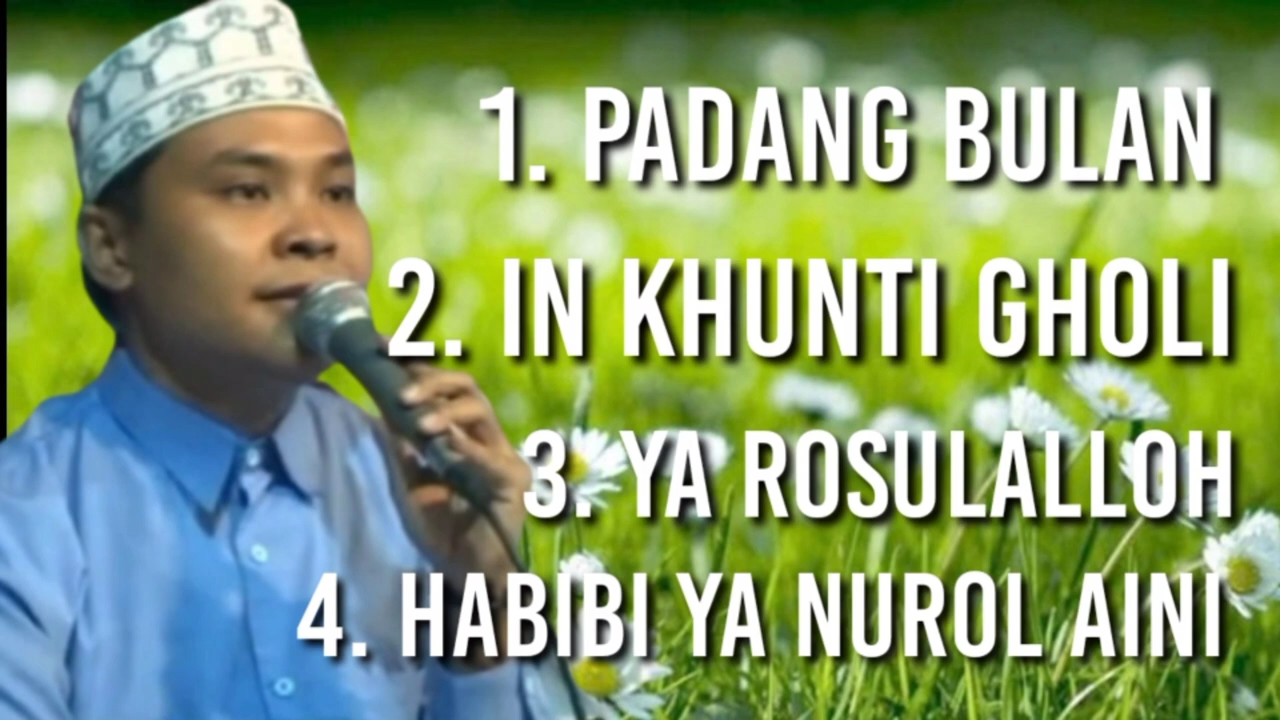 1. PADANG BULAN
2. IN KHUNTI GHOLI
3. YA ROSULALLOH
4. HABIBI YA NUROL AINI